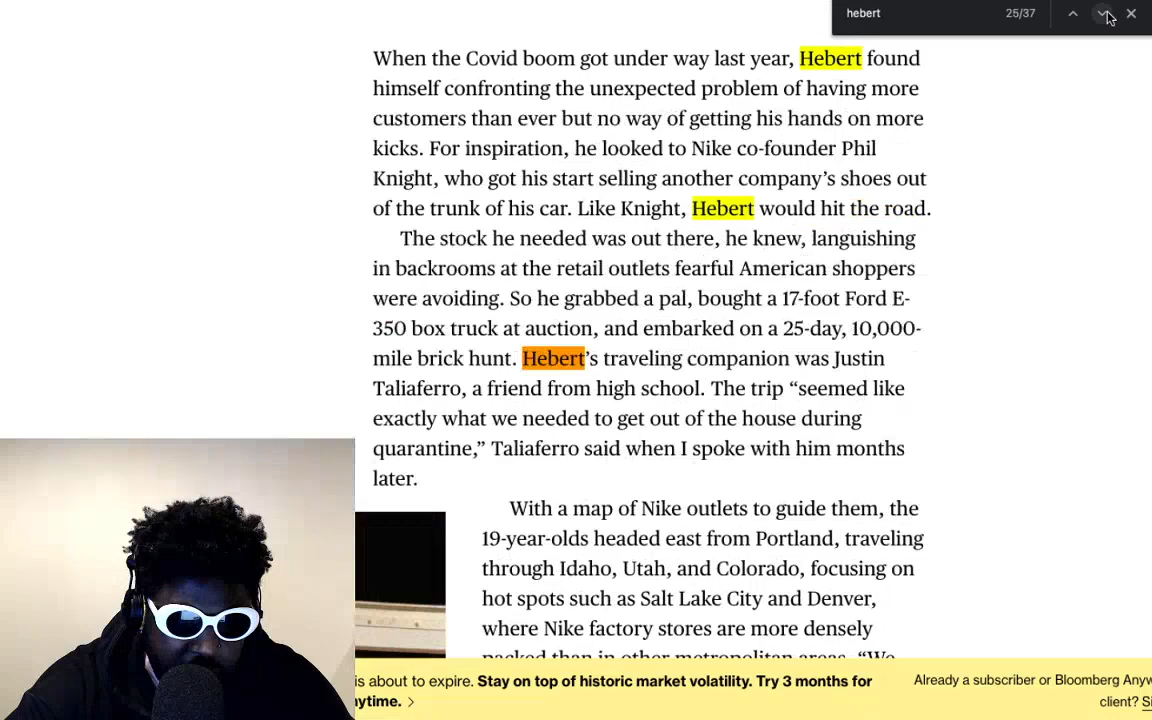 hebert 25/37
When the Covid boom got under way last year, Hebert found
himself confronting the unexpected problem of having more
customers than ever but no way of getting his hands on more
kicks. For inspiration, he looked to Nike co-founder Phil
Knight, who got his start selling another company’s shoes out
of the trunk of his car. Like Knight, Hebert would hit the road.
The stock he needed was out there, he knew, languishing
in backrooms at the retail outlets fearful American shoppers
were avoiding. So he grabbed a pal, bought a 17-foot Ford E-
350 box truck at auction, and embarked on a 25-day, 10,000-
mile brick hunt. Hebert’s traveling companion was Justin
Taliaferro, a friend from high school. The trip “seemed like
exactly what we needed to get out of the house during
quarantine,” Taliaferro said when I spoke with him months
later.
With a map of Nike outlets to guide them, the
19-year-olds headed east from Portland, traveling
through Idaho, Utah, and Colorado, focusing on
hot spots such as Salt Lake City and Denver,
where Nike factory stores are more densely
packed than in other metropolitan areas. “We
is about to expire. Stay on top of historic market volatility. Try 3 months for
ytime. >
Already a subscriber or Bloomberg Anyw
client? Si